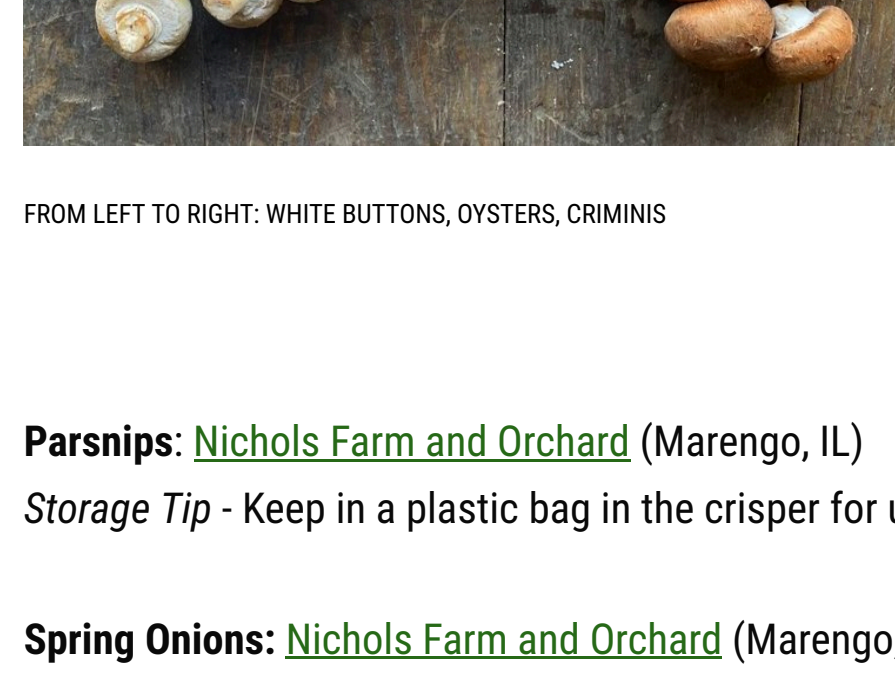 FROM LEFT TO RIGHT: WHITE BUTTONS, OYSTERS, CRIMINIS
Parsnips: Nichols Farm and Orchard (Marengo, IL)
Storage Tip - Keep in a plastic bag in the crisper for
Spring Onions: Nichols Farm and Orchard (Marengo,